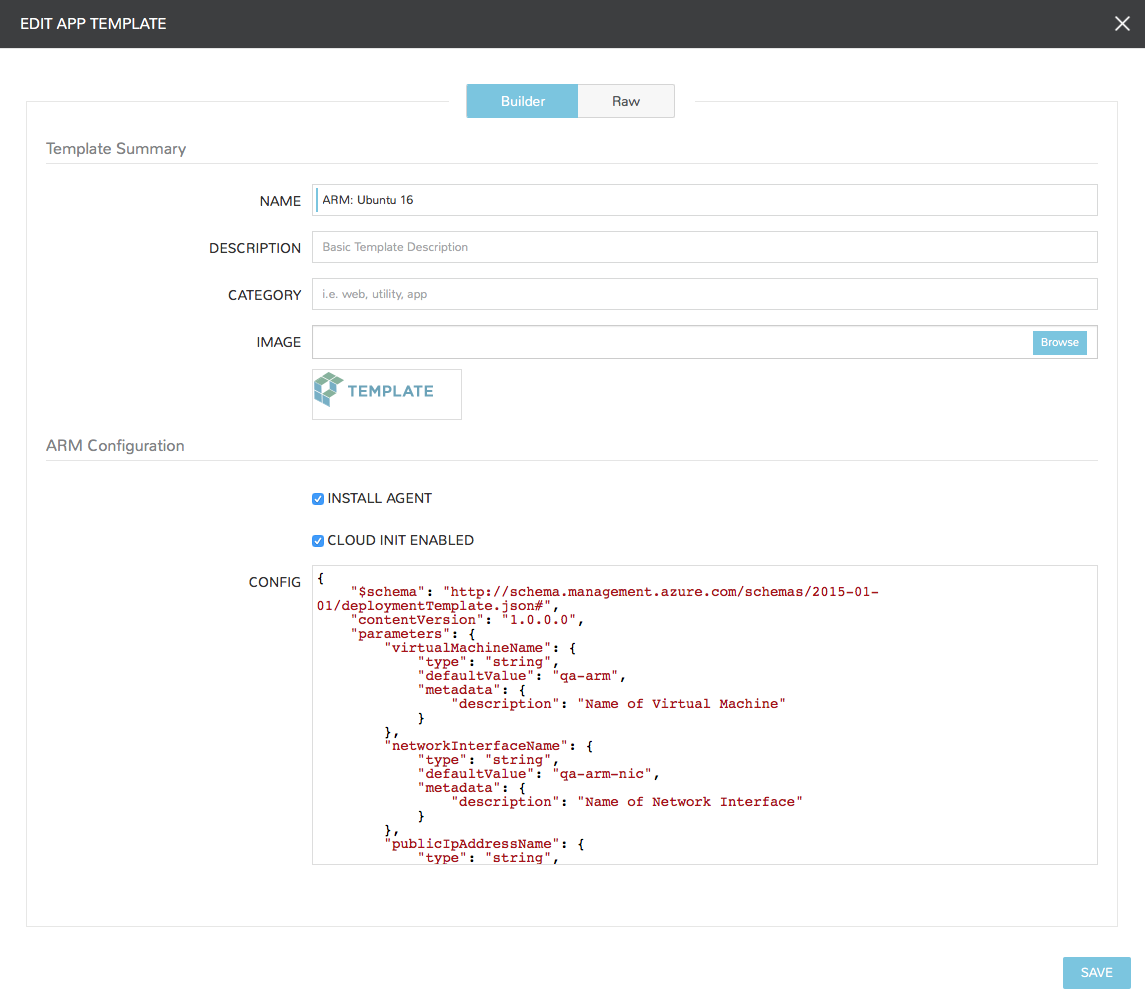 EDIT APP TEMPLATE
Builder
Raw
Template Summary
NAME
ARM: Ubuntu 16
DESCRIPTION
Basic Template Description
CATEGORY
i.e. web, utility, app
IMAGE
Browse
TEMPLATE
ARM Configuration
INSTALL AGENT
CLOUD INIT ENABLED
CONFIG
{
    "$schema": "http://schema.management.azure.com/schemas/2015-01-
01/deploymentTemplate.json#",
    "contentVersion": "1.0.0.0",
    "parameters": {
        "virtualMachineName": {
            "type": "string",
            "defaultValue": "qa-arm",
            "metadata": {
                "description": "Name of Virtual Machine"
            }
        },
        "networkInterfaceName": {
            "type": "string",
            "defaultValue": "qa-arm-nic",
            "metadata": {
                "description": "Name of Network Interface"
            }
        },
        "publicIpAddressName": {
            "type": "string",
SAVE